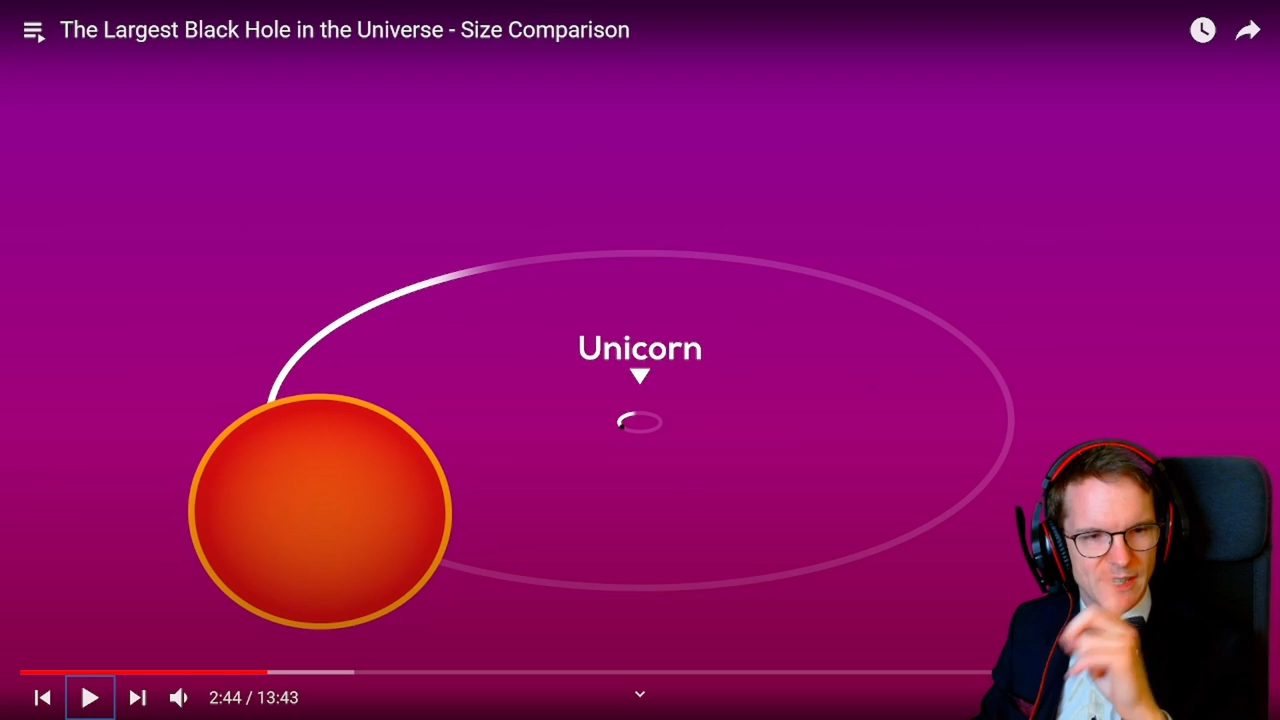 The Largest Black Hole in the Universe - Size Comparison
Unicorn
2:44 / 13:43